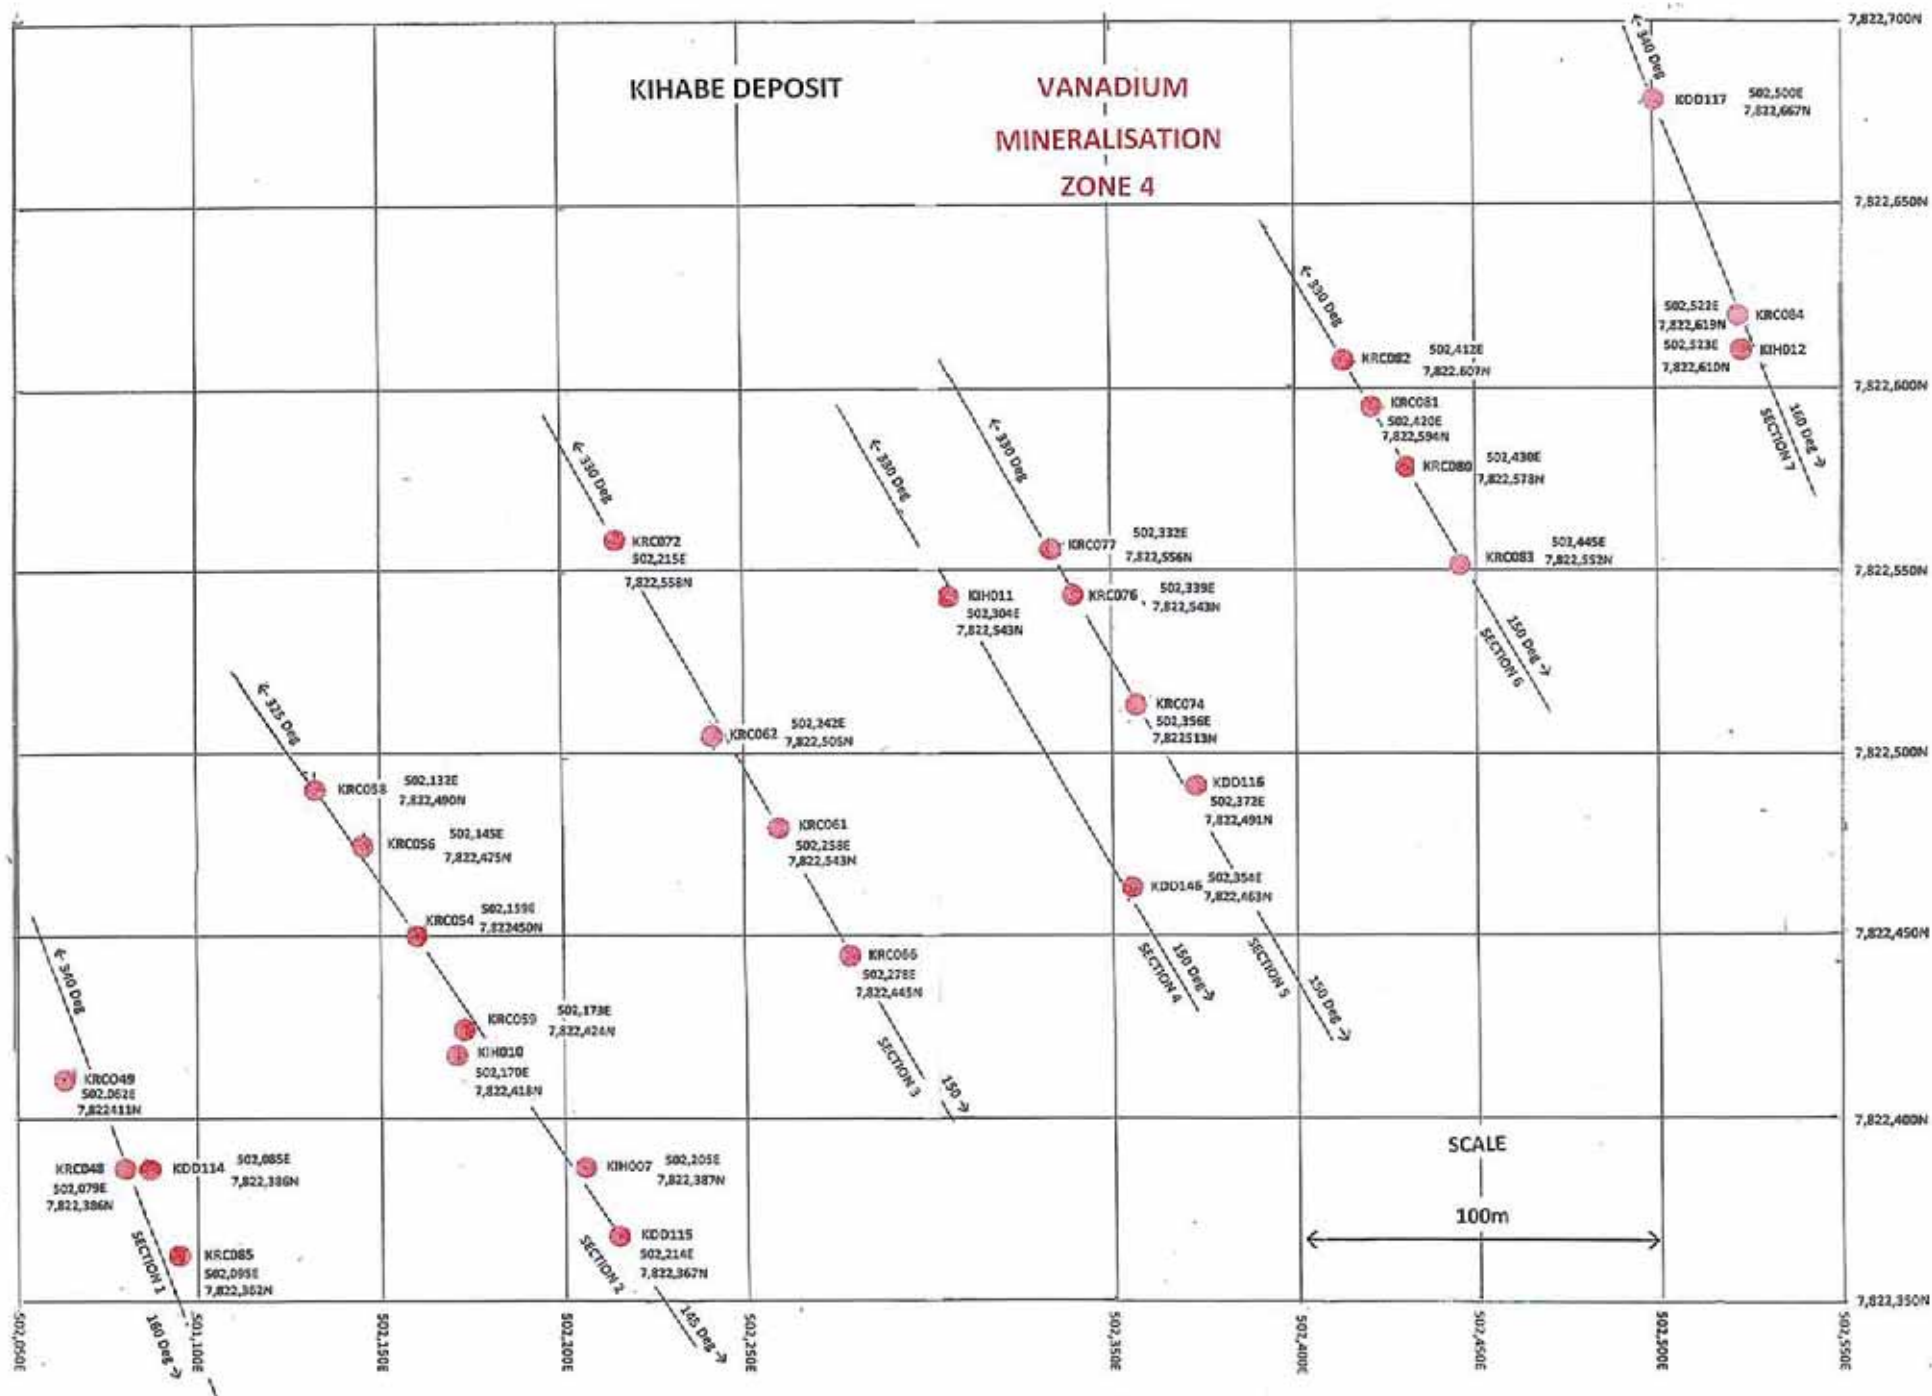 7,822,700N
← 340 Deg
KIHABE DEPOSIT
VANADIUM
MINERALISATION
ZONE 4
KDD117
502,500E
7,822,667N
7,822,650N
← 330 Deg
502,522E
7,822,619N
KRC084
502,523E
7,822,610N
KIH012
KRC082
502,412E
7,822,607N
7,822,600N
KRC081
502,420E
7,822,594N
160 Deg →
SECTION 7
← 330 Deg
← 330 Deg
← 330 Deg
KRC080
502,430E
7,822,578N
KRC072
502,215E
7,822,558N
KRC077
502,332E
7,822,556N
KRC083
502,445E
7,822,552N
7,822,550N
KIH011
502,304E
7,822,543N
KRC076
502,339E
7,822,543N
150 Deg →
SECTION 6
← 325 Deg
KRC062
502,242E
7,822,505N
KRC074
502,356E
7,822513N
7,822,500N
KRC058
502,132E
7,822,490N
KDD116
502,372E
7,822,491N
KRC056
502,145E
7,822,475N
KRC061
502,258E
7,822,543N
KDD146
502,354E
7,822,463N
KRC054
502,159E
7,822450N
7,822,450N
← 340 Deg
KRC066
502,278E
7,822,445N
150 Deg →
SECTION 4
SECTION 5
150 Deg →
KRC059
502,173E
7,822,424N
KIH010
502,170E
7,822,418N
SECTION 3
150 →
KRC049
502,062E
7,822411N
7,822,400N
KRC048
502,079E
7,822,386N
KDD114
502,085E
7,822,386N
KIH007
502,205E
7,822,387N
SCALE
100m
SECTION 1
KRC085
502,095E
7,822,362N
SECTION 2
KDD115
502,214E
7,822,367N
7,822,350N
160 Deg →
145 Deg →
502,050E
501,100E
502,150E
502,200E
502,250E
502,350E
502,400E
502,450E
502,500E
502,550E